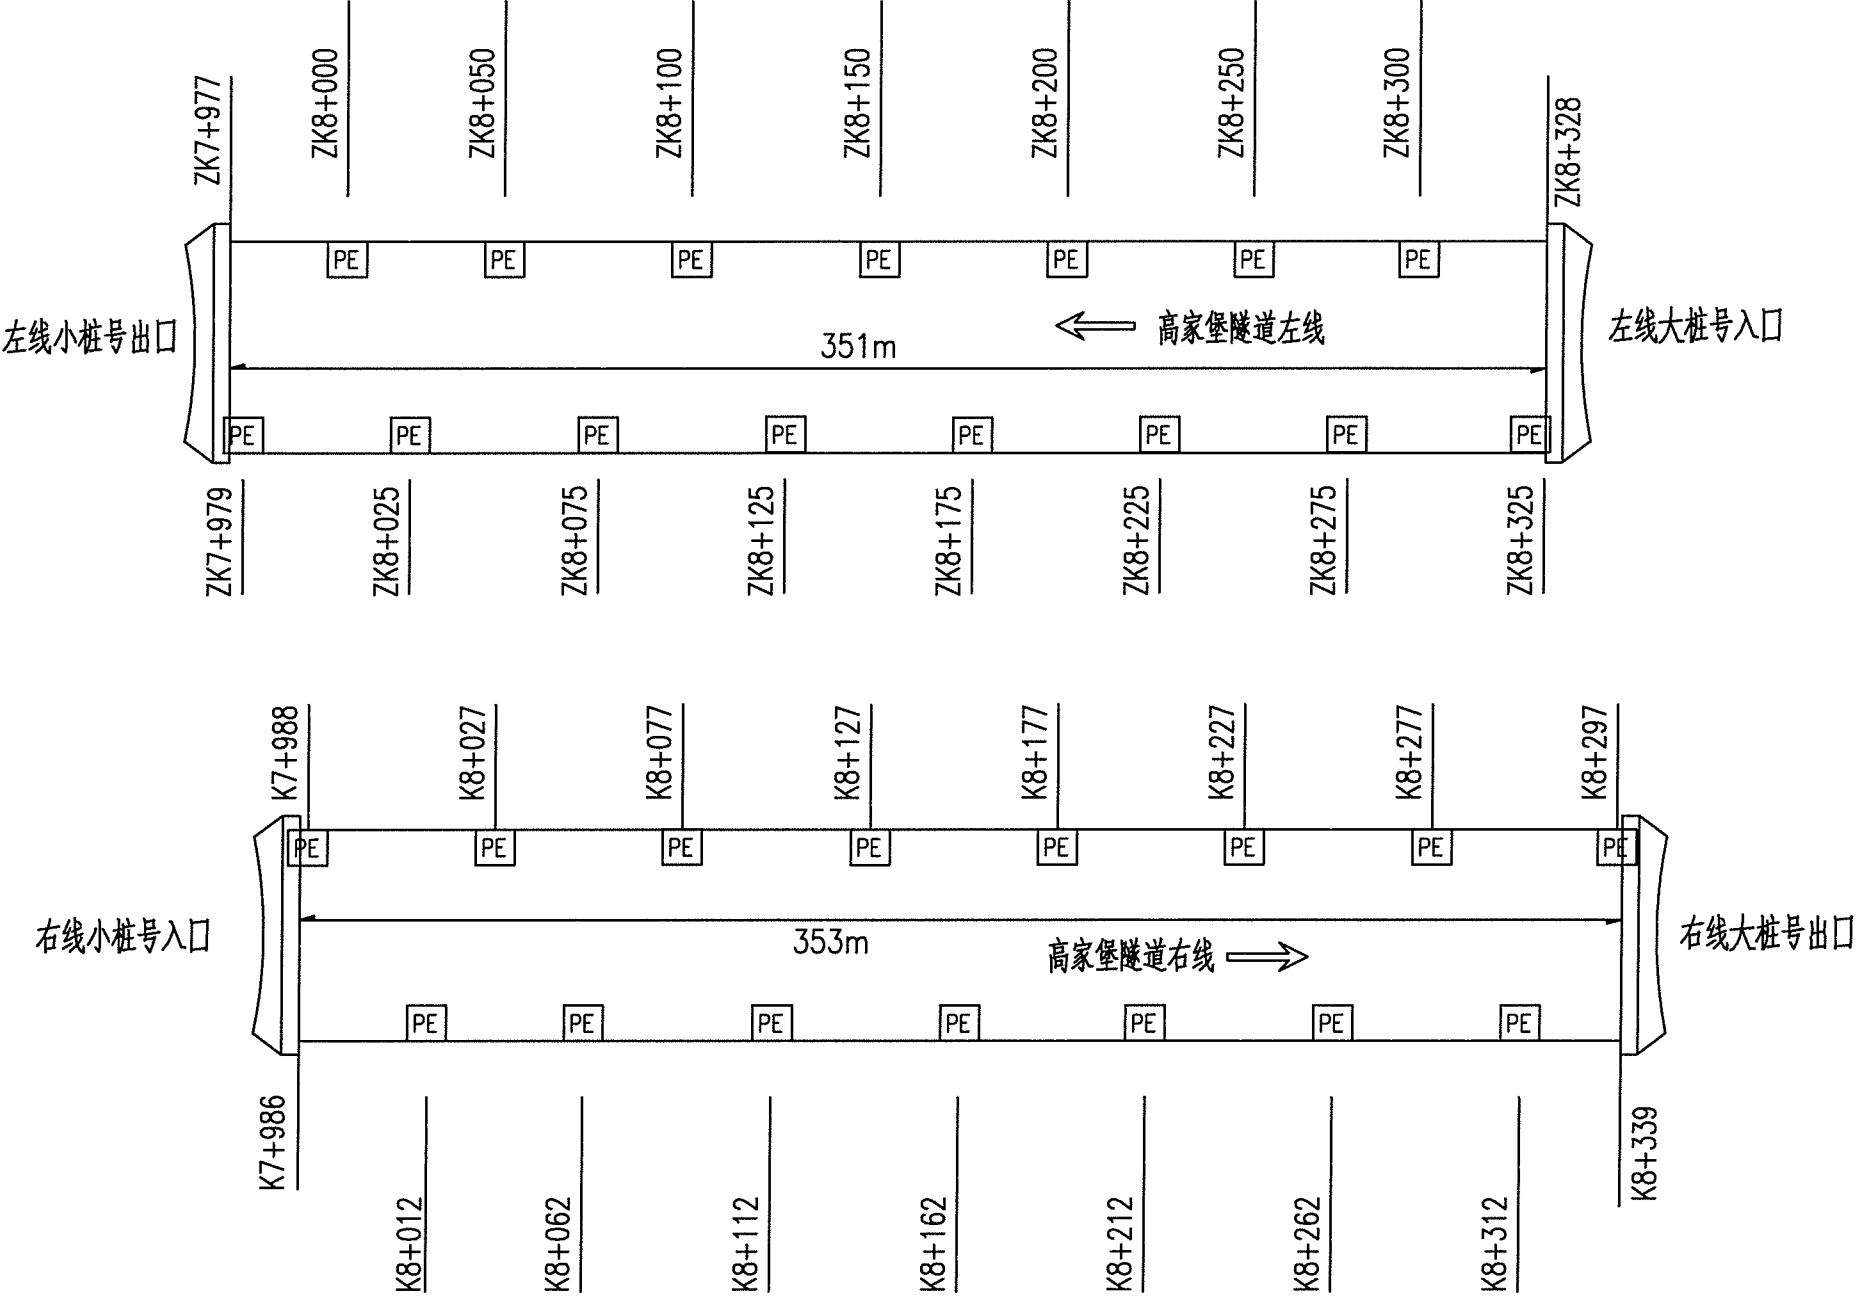 ZK7+977
ZK8+000
ZK8+050
ZK8+100
ZK8+150
ZK8+200
ZK8+250
ZK8+300
ZK8+328
PE
PE
PE
PE
PE
PE
PE
左线小桩号出口
351m
高家堡隧道左线
左线大桩号入口
PE
PE
PE
PE
PE
PE
PE
PE
ZK7+979
ZK8+025
ZK8+075
ZK8+125
ZK8+175
ZK8+225
ZK8+275
ZK8+325
K7+988
K8+027
K8+077
K8+127
K8+177
K8+227
K8+277
K8+297
PE
PE
PE
PE
PE
PE
PE
PE
右线小桩号入口
353m
高家堡隧道右线
右线大桩号出口
PE
PE
PE
PE
PE
PE
PE
K7+986
K8+012
K8+062
K8+112
K8+162
K8+212
K8+262
K8+312
K8+339